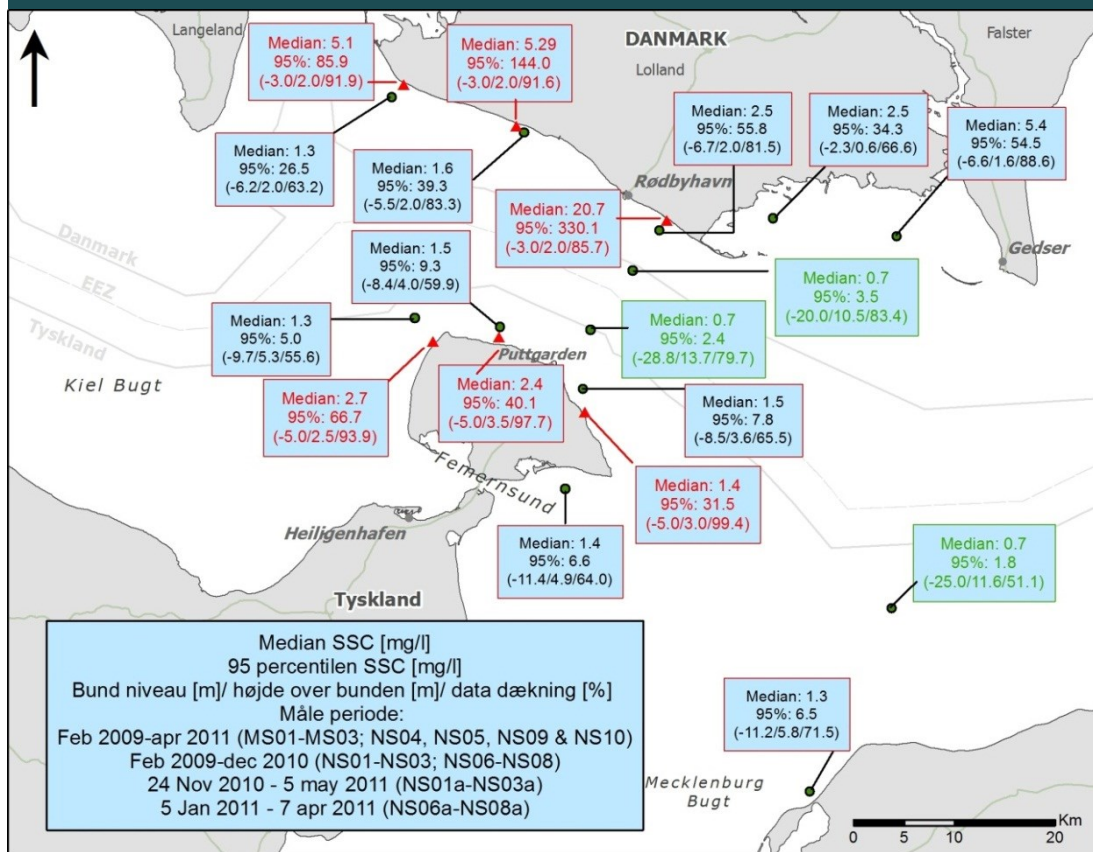 Langeland
Median: 5.1
95%: 85.9
(-3.0/2.0/91.9)
Median: 5.29
95%: 144.0
(-3.0/2.0/91.6)
DANMARK
Lolland
Falster
Median: 2.5
95%: 55.8
(-6.7/2.0/81.5)
Median: 2.5
95%: 34.3
(-2.3/0.6/66.6)
Median: 5.4
95%: 54.5
(-6.6/1.6/88.6)
Median: 1.3
95%: 26.5
(-6.2/2.0/63.2)
Median: 1.6
95%: 39.3
(-5.5/2.0/83.3)
Rødbyhavn
Median: 20.7
95%: 330.1
(-3.0/2.0/85.7)
Gedser
Danmark
EEZ
Tyskland
Median: 1.5
95%: 9.3
(-8.4/4.0/59.9)
Median: 0.7
95%: 3.5
(-20.0/10.5/83.4)
Median: 1.3
95%: 5.0
(-9.7/5.3/55.6)
Median: 0.7
95%: 2.4
(-28.8/13.7/79.7)
Kiel Bugt
Puttgarden
Median: 2.7
95%: 66.7
(-5.0/2.5/93.9)
Median: 2.4
95%: 40.1
(-5.0/3.5/97.7)
Median: 1.5
95%: 7.8
(-8.5/3.6/65.5)
Femernsund
Median: 1.4
95%: 31.5
(-5.0/3.0/99.4)
Heiligenhafen
Median: 1.4
95%: 6.6
(-11.4/4.9/64.0)
Median: 0.7
95%: 1.8
(-25.0/11.6/51.1)
Tyskland
Median SSC [mg/l]
95 percentilen SSC [mg/l]
Bund niveau [m]/ højde over bunden [m]/ data dækning [%]
Måle periode:
Feb 2009-apr 2011 (MS01-MS03; NS04, NS05, NS09 & NS10)
Feb 2009-dec 2010 (NS01-NS03; NS06-NS08)
24 Nov 2010 - 5 may 2011 (NS01a-NS03a)
5 Jan 2011 - 7 apr 2011 (NS06a-NS08a)
Median: 1.3
95%: 6.5
(-11.2/5.8/71.5)
Mecklenburg
Bugt
Km
0 5 10 20